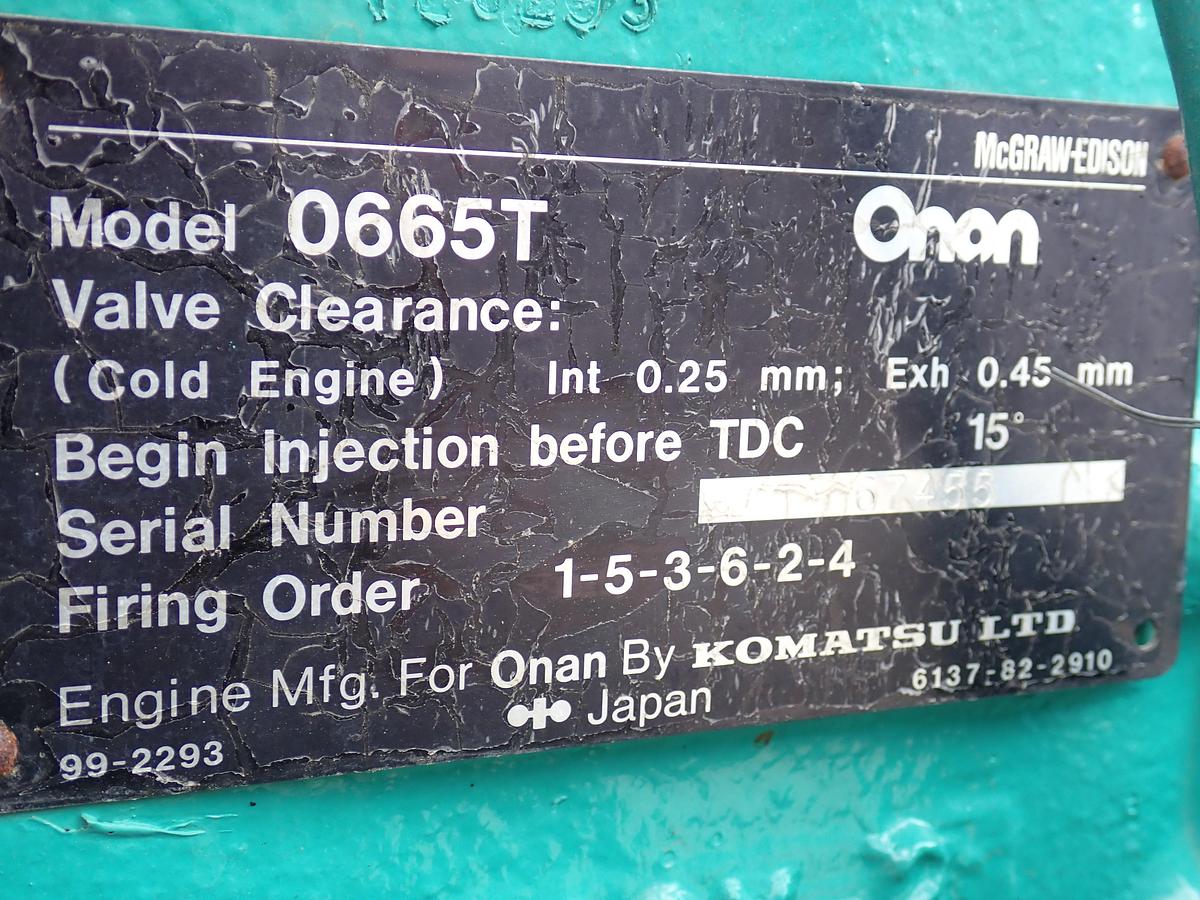 McGRAW-EDISON
Model 0665T Onan
Valve Clearance:
(Cold Engine) Int 0.25 mm; Exh 0.45 mm
Begin Injection before TDC 15°
Serial Number
Firing Order 1-5-3-6-2-4
Engine Mfg. For Onan By KOMATSU LTD
Japan 6137-82-2910
99-2293